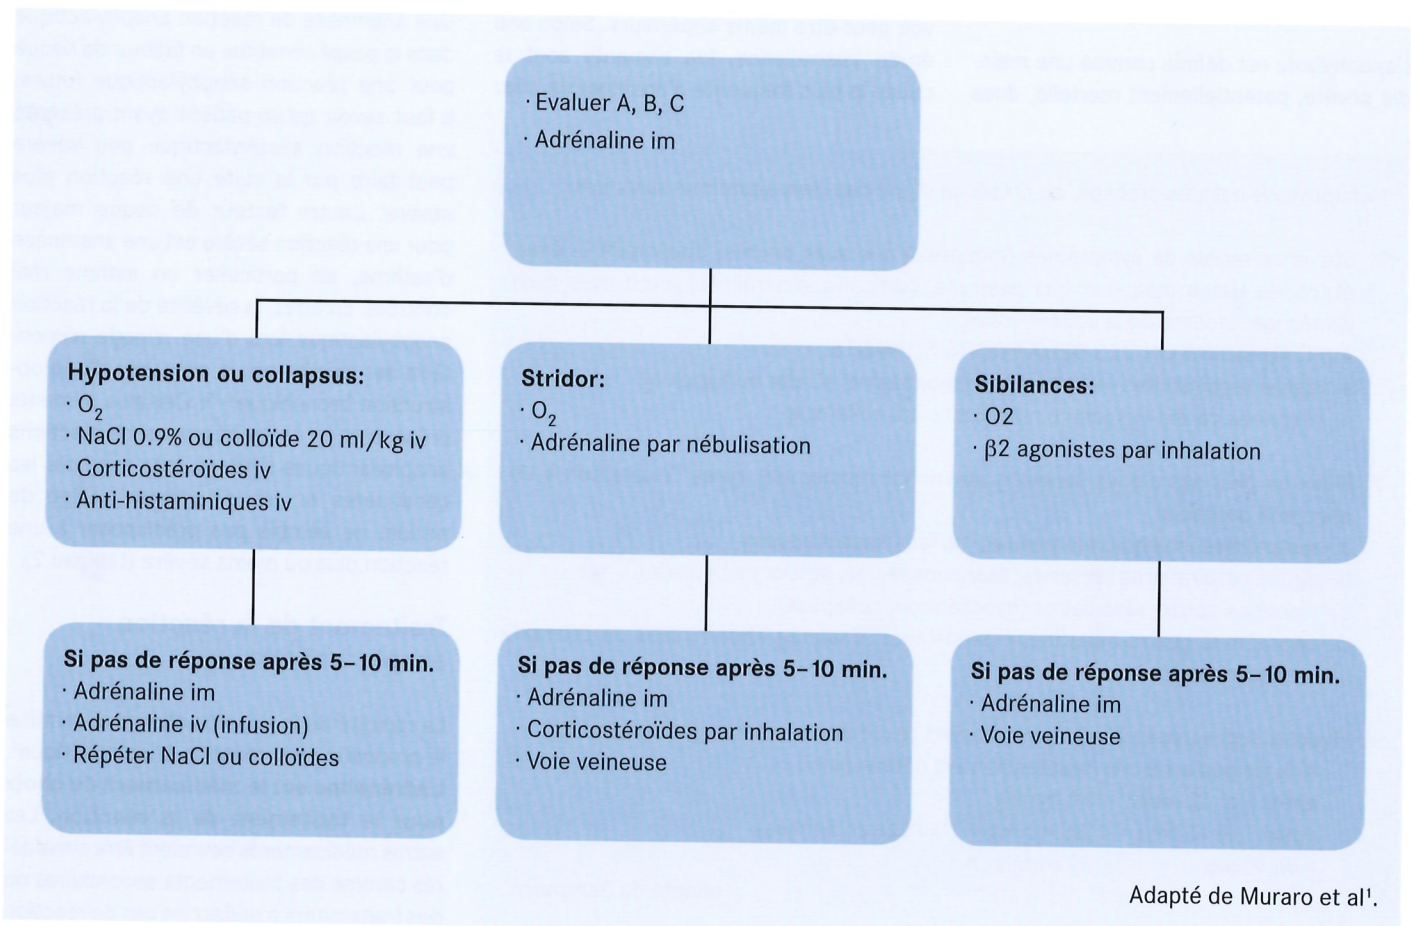 · Evaluer A, B, C
· Adrénaline im
Hypotension ou collapsus:
· O₂
· NaCl 0.9% ou colloïde 20 ml/kg iv
· Corticostéroïdes iv
· Anti-histaminiques iv
Stridor:
· O₂
· Adrénaline par nébulisation
Sibilances:
· O2
· β2 agonistes par inhalation
Si pas de réponse après 5–10 min.
· Adrénaline im
· Adrénaline iv (infusion)
· Répéter NaCl ou colloïdes
Si pas de réponse après 5–10 min.
· Adrénaline im
· Corticostéroïdes par inhalation
· Voie veineuse
Si pas de réponse après 5–10 min.
· Adrénaline im
· Voie veineuse
Adapté de Muraro et al¹.